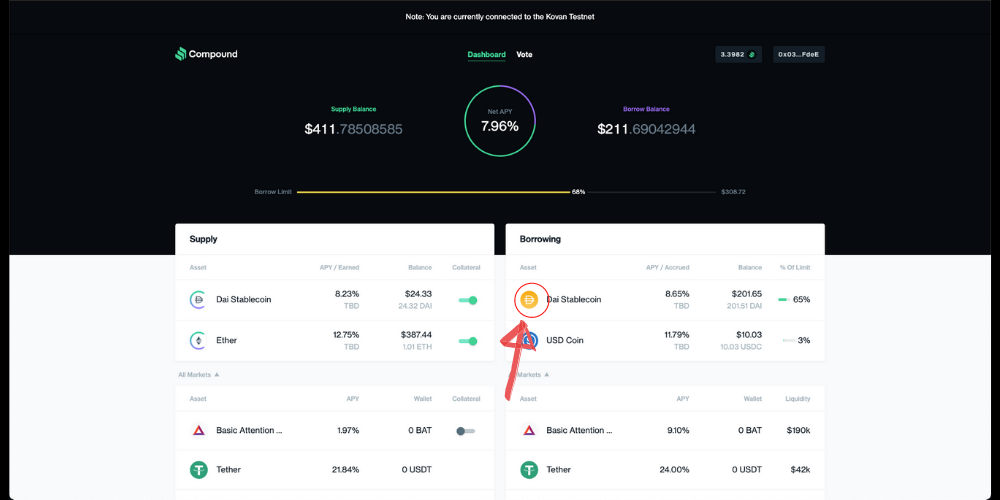 Note: You are currently connected to the Kovan Testnet
Compound
Dashboard Vote
3.3982 0x03...FdeE
Supply Balance
$411.78508585
Net APY
7.96%
Borrow Balance
$211.69042944
Borrow Limit 68% $308.72
Supply
Asset APY / Earned Balance Collateral
Dai Stablecoin 8.23% $24.33
TBD 24.32 DAI
Ether 12.75% $387.44
TBD 1.01 ETH
All Markets
Asset APY Wallet Collateral
Basic Attention ... 1.97% 0 BAT
Tether 21.84% 0 USDT
Borrowing
Asset APY / Accrued Balance % Of Limit
Dai Stablecoin 8.65% $201.65 65%
TBD 201.51 DAI
USD Coin 11.79% $10.03 3%
TBD 10.03 USDC
Markets
Asset APY Wallet Liquidity
Basic Attention ... 9.10% 0 BAT $190k
Tether 24.00% 0 USDT $42k